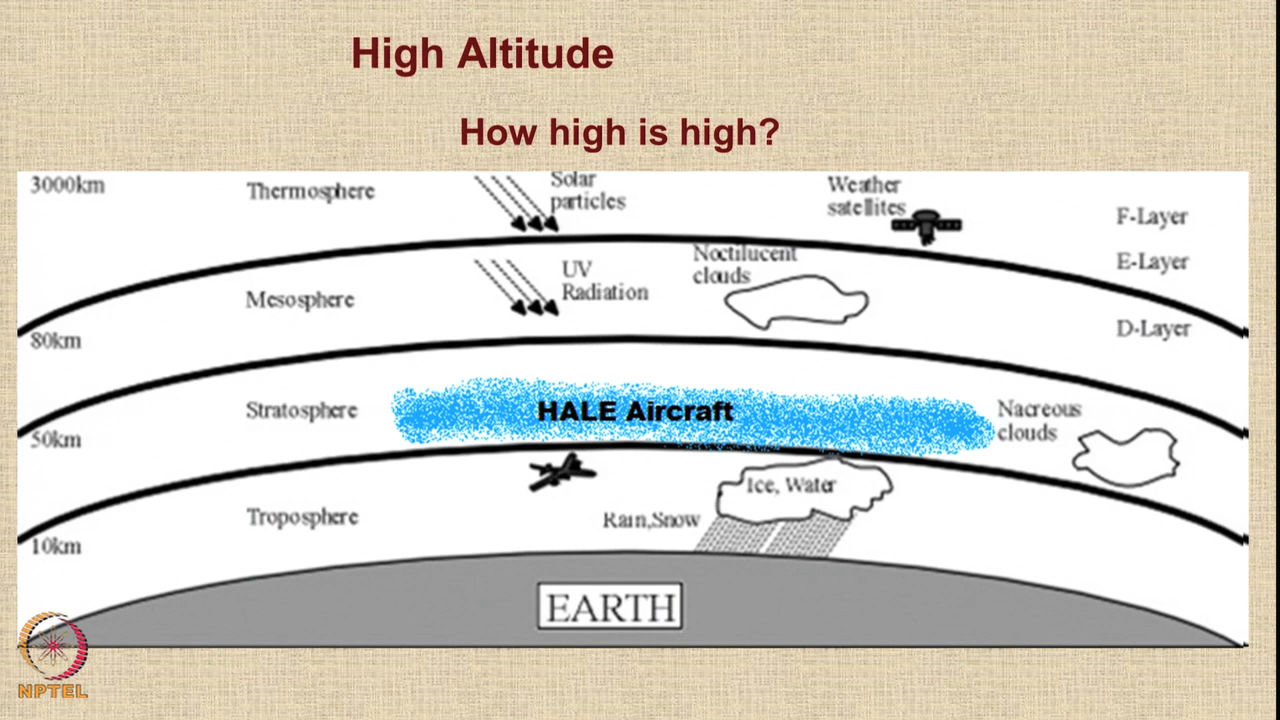 High Altitude
How high is high?
3000km
Thermosphere
Solar
particles
Weather
satellites
F-Layer
E-Layer
Noctilucent
clouds
UV
Radiation
Mesosphere
D-Layer
80km
HALE Aircraft
Stratosphere
Nacreous
clouds
50km
Ice, Water
Troposphere
Rain,Snow
10km
EARTH
NPTEL